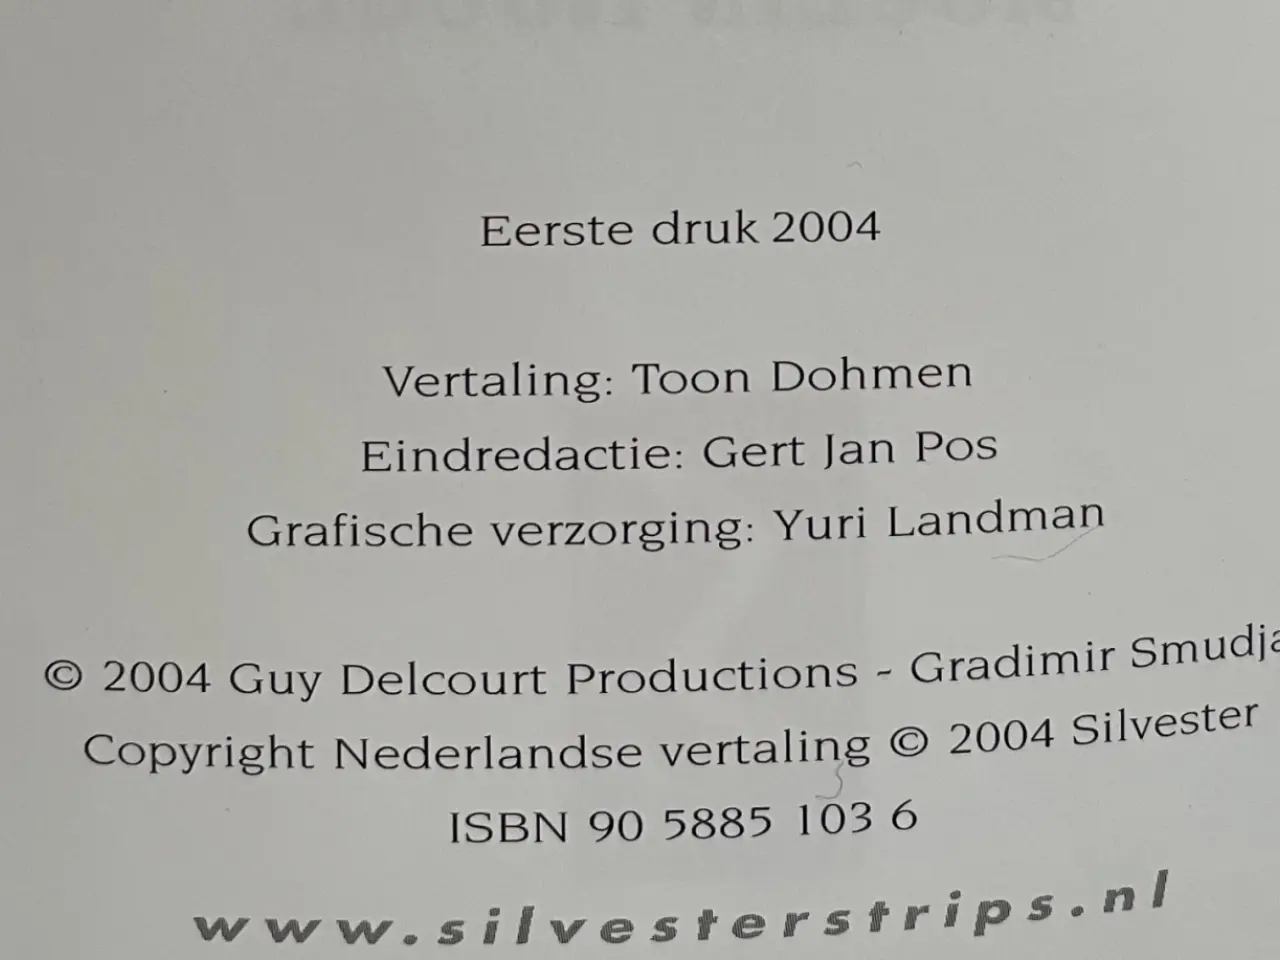 Eerste druk 2004
Vertaling: Toon Dohmen
Eindredactie: Gert Jan Pos
Grafische verzorging: Yuri Landman
© 2004 Guy Delcourt Productions - Gradimir Smudja
Copyright Nederlandse vertaling © 2004 Silvester
ISBN 90 5885 103 6
www.silvesterstrips.nl